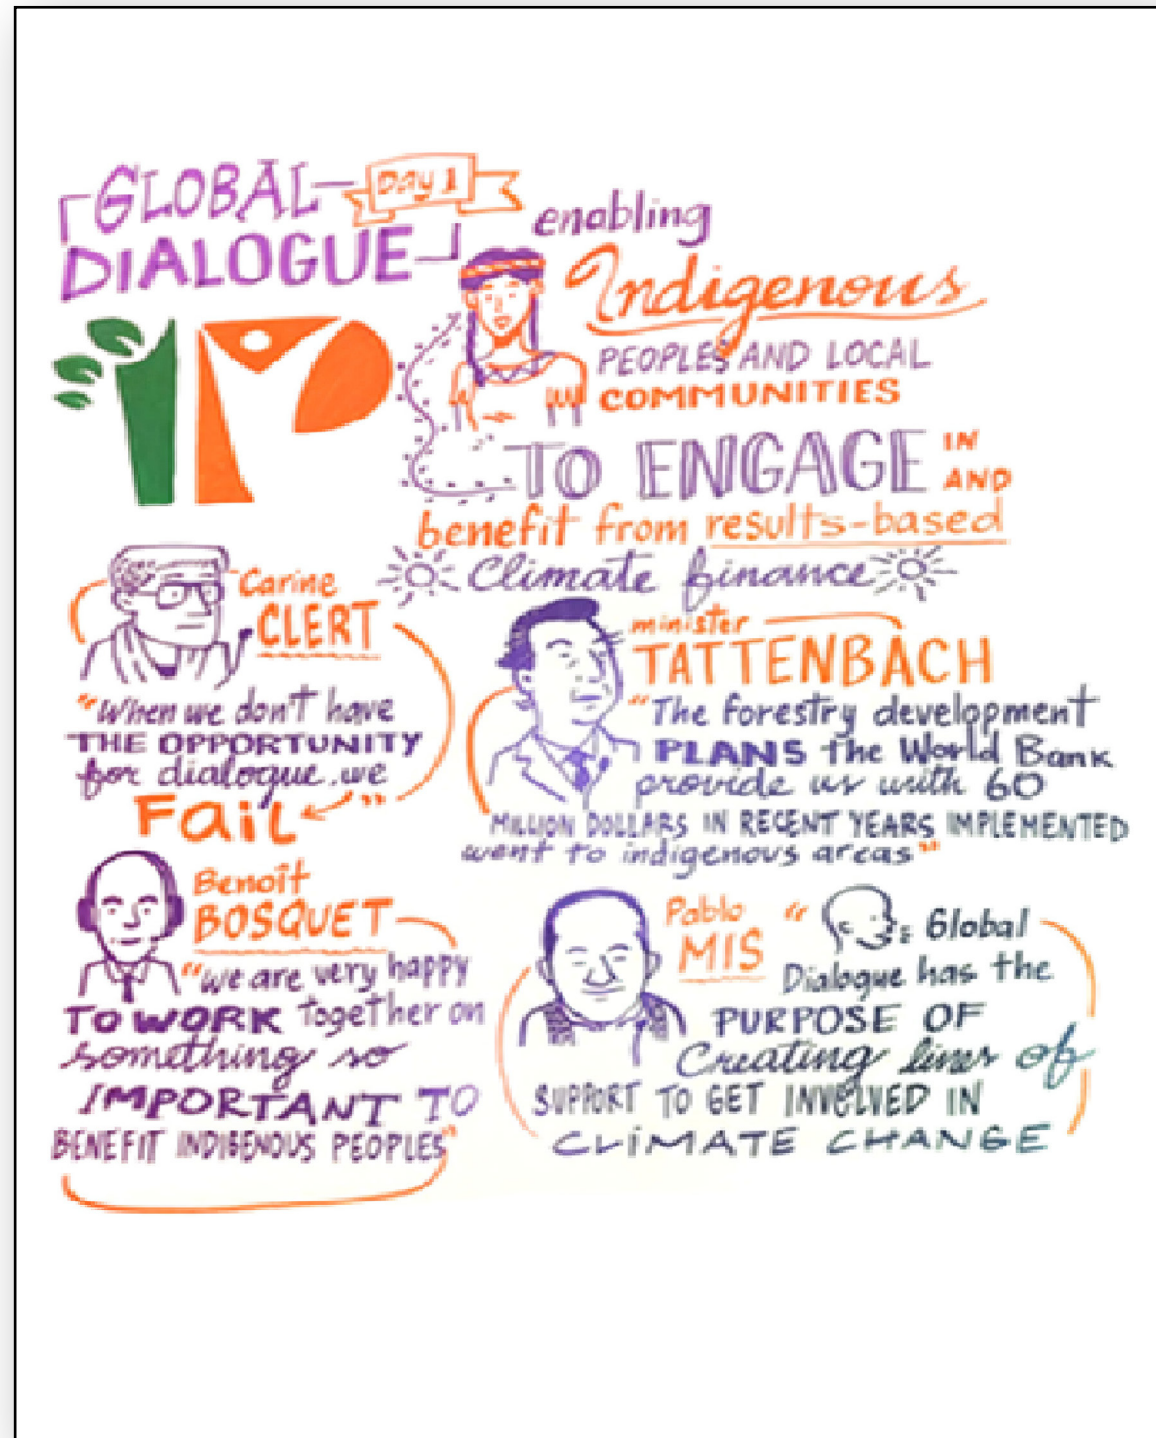 GLOBAL
Day 1
DIALOGUE
IP
enabling
Indigenous
PEOPLES AND LOCAL
COMMUNITIES
TO ENGAGE IN
AND
benefit from results-based
Climate finance
Carine
CLERT
"When we don't have
THE OPPORTUNITY
for dialogue, we
Fail"
minister
TATTENBACH
"The forestry development
PLANS the World Bank
provide us with 60
MILLION DOLLARS IN RECENT YEARS IMPLEMENTED
went to indigenous areas"
Benoît
BOSQUET
"we are very happy
TO WORK together on
something so
IMPORTANT TO
BENEFIT INDIGENOUS PEOPLES"
Pablo
MIS
"Global
Dialogue has the
PURPOSE OF
Creating lines of
SUPPORT TO GET INVOLVED IN
CLIMATE CHANGE